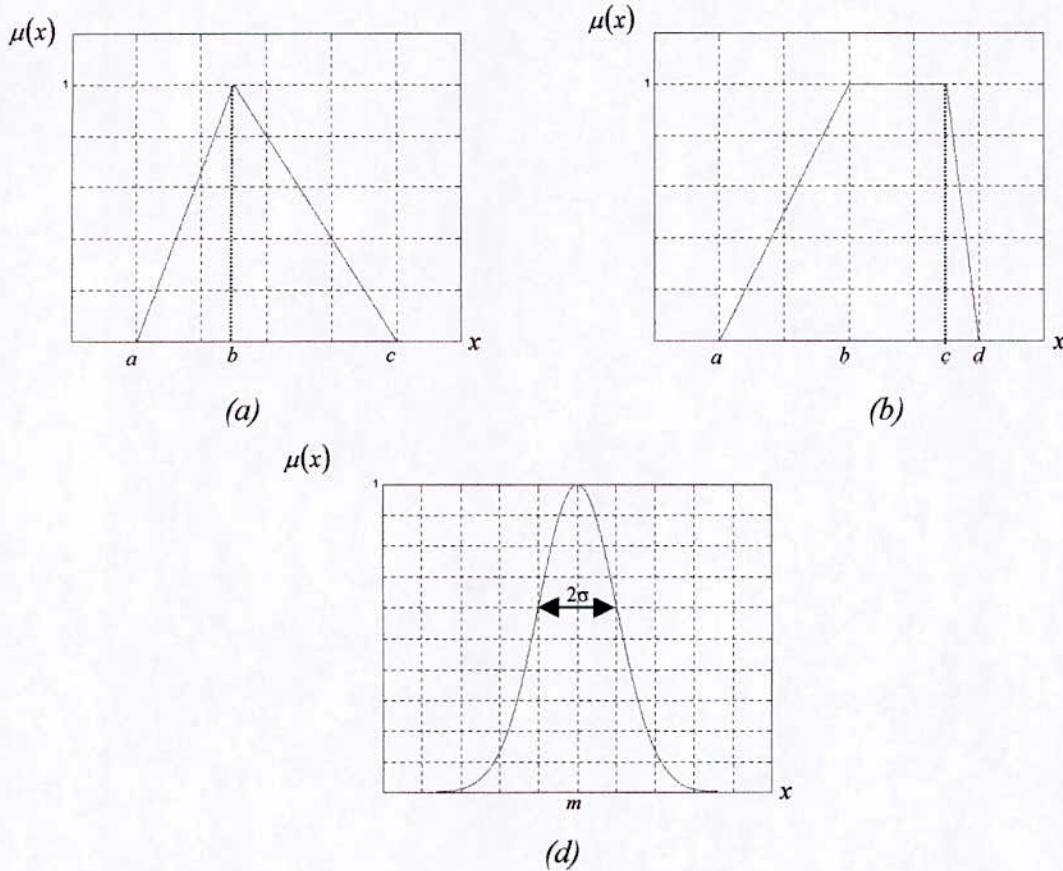 μ(x)
1
a b c x
(a)
μ(x)
1
a b c d x
(b)
μ(x)
1
2σ
m x
(d)